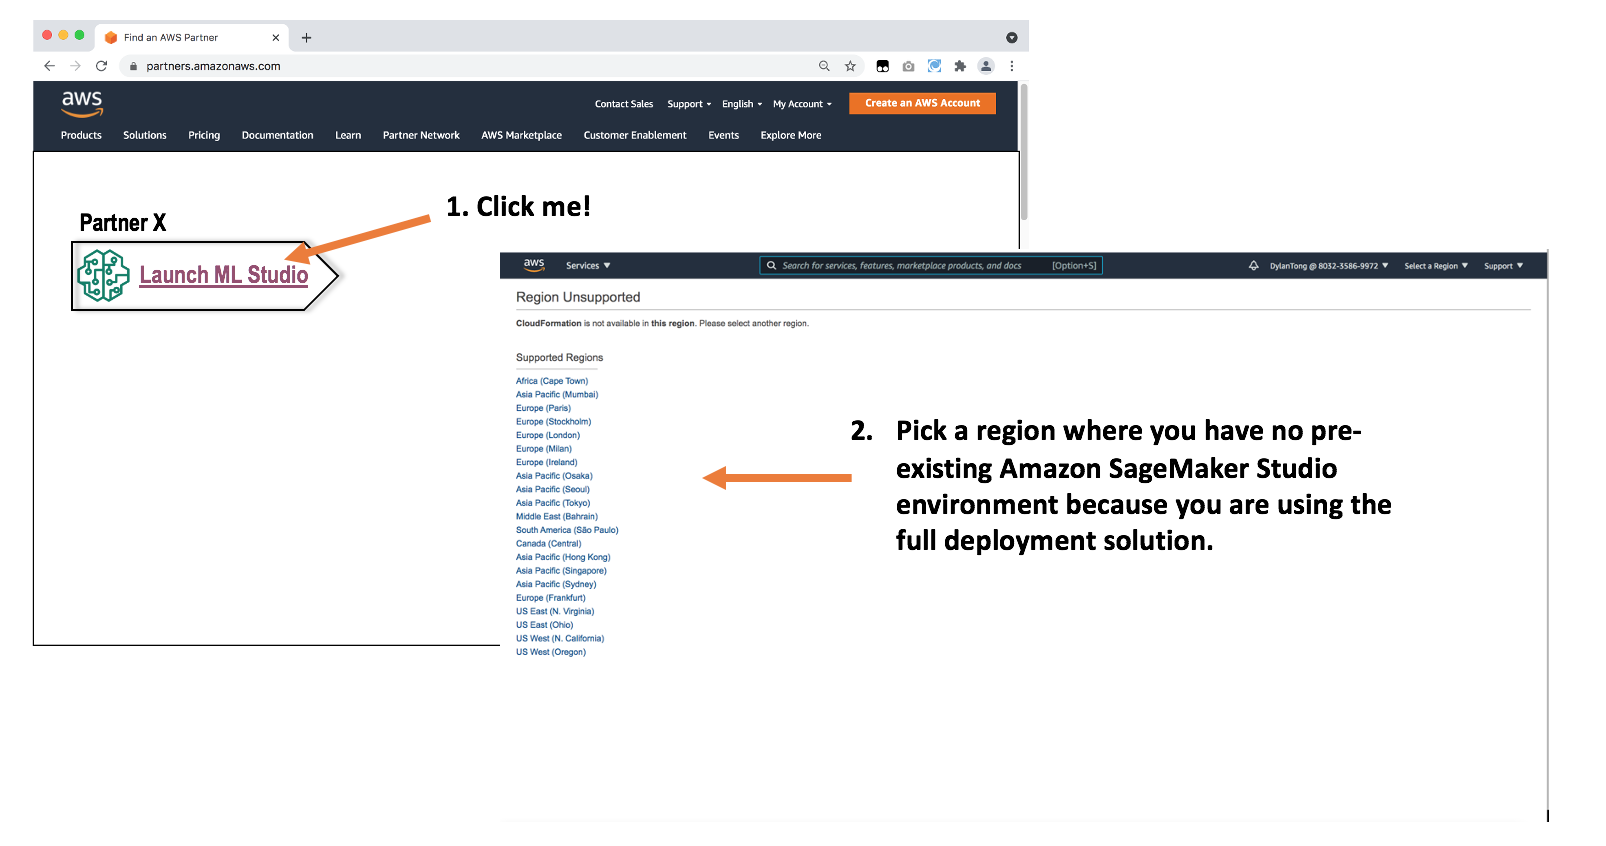 Find an AWS Partner
partners.amazonaws.com
aws
Contact Sales Support English My Account Create an AWS Account
Products Solutions Pricing Documentation Learn Partner Network AWS Marketplace Customer Enablement Events Explore More
Partner X
Launch ML Studio
1. Click me!
aws Services Search for services, features, marketplace products, and docs [Option+S] DylanTong @ 8032-3586-9972 Select a Region Support
Region Unsupported
CloudFormation is not available in this region. Please select another region.
Supported Regions
Africa (Cape Town)
Asia Pacific (Mumbai)
Europe (Paris)
Europe (Stockholm)
Europe (London)
Europe (Milan)
Europe (Ireland)
Asia Pacific (Osaka)
Asia Pacific (Seoul)
Asia Pacific (Tokyo)
Middle East (Bahrain)
South America (São Paulo)
Canada (Central)
Asia Pacific (Hong Kong)
Asia Pacific (Singapore)
Asia Pacific (Sydney)
Europe (Frankfurt)
US East (N. Virginia)
US East (Ohio)
US West (N. California)
US West (Oregon)
2. Pick a region where you have no pre-
existing Amazon SageMaker Studio
environment because you are using the
full deployment solution.